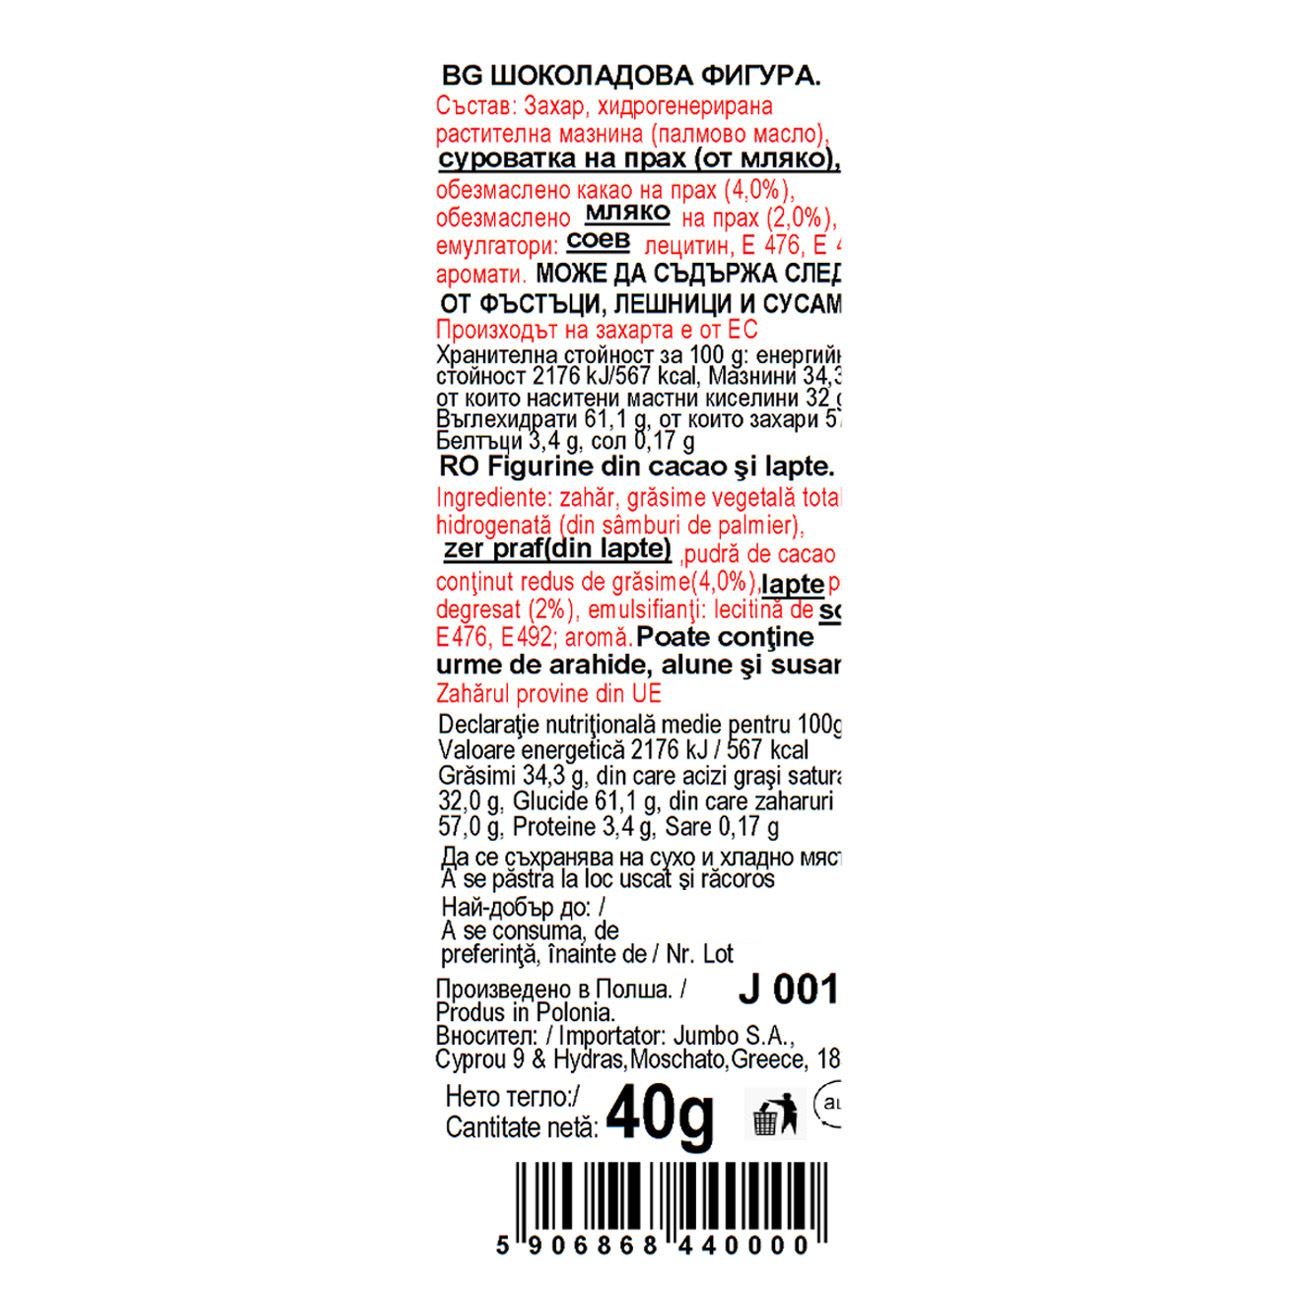 BG ШОКОЛАДОВА ФИГУРА.
Състав: Захар, хидрогенерирана
растителна мазнина (палмово масло),
суроватка на прах (от мляко),
обезмаслено какао на прах (4,0%),
обезмаслено мляко на прах (2,0%),
емулгатори: соев лецитин, Е 476, Е
аромати. МОЖЕ ДА СЪДЪРЖА
ОТ ФЪСТЪЦИ, ЛЕШНИЦИ И СУСАМ
Произходът на захарта е от ЕС
Хранителна стойност за 100 g:
стойност 2176 kJ/567 kcal, Мазнини 34,3
от които наситени мастни киселини 32
Въглехидрати 61,1 g, от които захари
Белтъци 3,4 g, сол 0,17 g
RO Figurine din cacao şi lapte.
Ingrediente: zahăr, grăsime vegetală
hidrogenată (din sâmburi de palmier),
zer praf(din lapte) ,pudră de cacao
conţinut redus de grăsime(4,0%),lapte p
degresat (2%), emulsifianţi: lecitină de
E476, E492; aromă. Poate conţine
urme de arahide, alune şi
Zahărul provine din UE
Declaraţie nutriţională medie pentru 100g
Valoare energetică 2176 kJ / 567 kcal
Grăsimi 34,3 g, din care acizi graşi
32,0 g, Glucide 61,1 g, din care zaharuri
57,0 g, Proteine 3,4 g, Sare 0,17 g
Да се съхранява на сухо и хладно
A se păstra la loc uscat şi răcoros
Най-добър до: /
A se consuma, de
preferinţă, înainte de / Nr. Lot
Произведено в Полша. / J 001
Produs in Polonia.
Вносител: / Importator: Jumbo S.A.,
Cyprou 9 & Hydras,Moschato,Greece, 18
Нето тегло:/
Cantitate netă: 40g
5 906868 440000